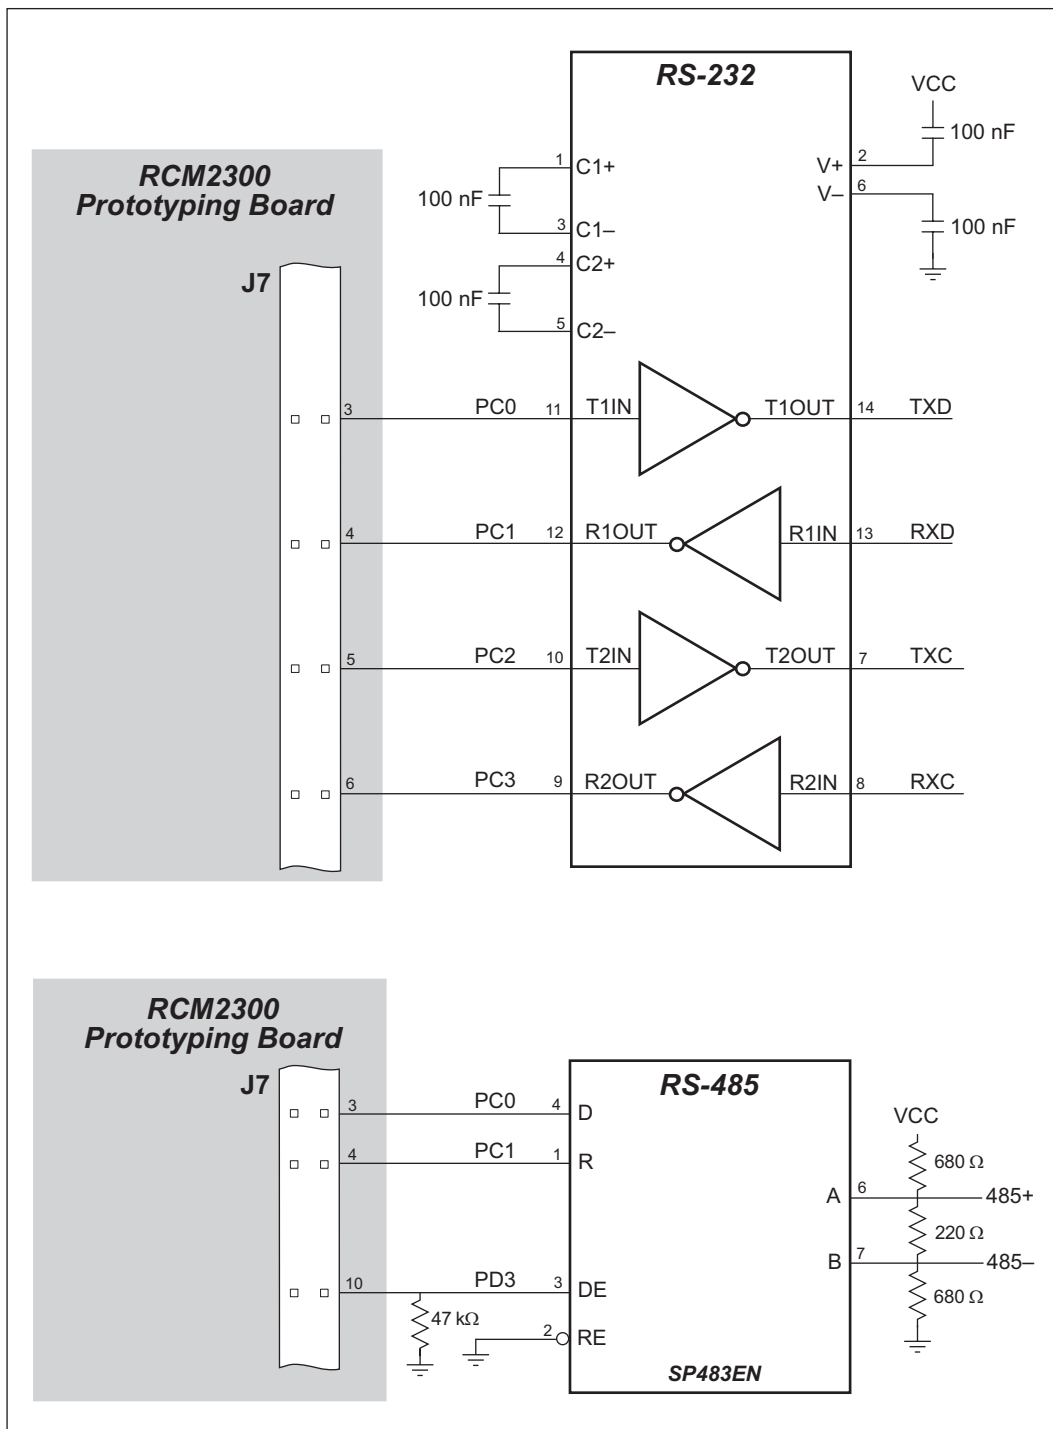 RS-232
VCC
100 nF
1 C1+
V+ 2
RCM2300
Prototyping Board
V– 6
100 nF
3 C1–
100 nF
4 C2+
J7
100 nF
5 C2–
3 PC0 11 T1IN T1OUT 14 TXD
4 PC1 12 R1OUT R1IN 13 RXD
5 PC2 10 T2IN T2OUT 7 TXC
6 PC3 9 R2OUT R2IN 8 RXC
RCM2300
Prototyping Board
J7
RS-485
3 PC0 4 D
VCC
4 PC1 1 R
680 Ω
A 6 485+
220 Ω
B 7 485–
10 PD3 3 DE
680 Ω
47 kΩ
2 RE
SP483EN